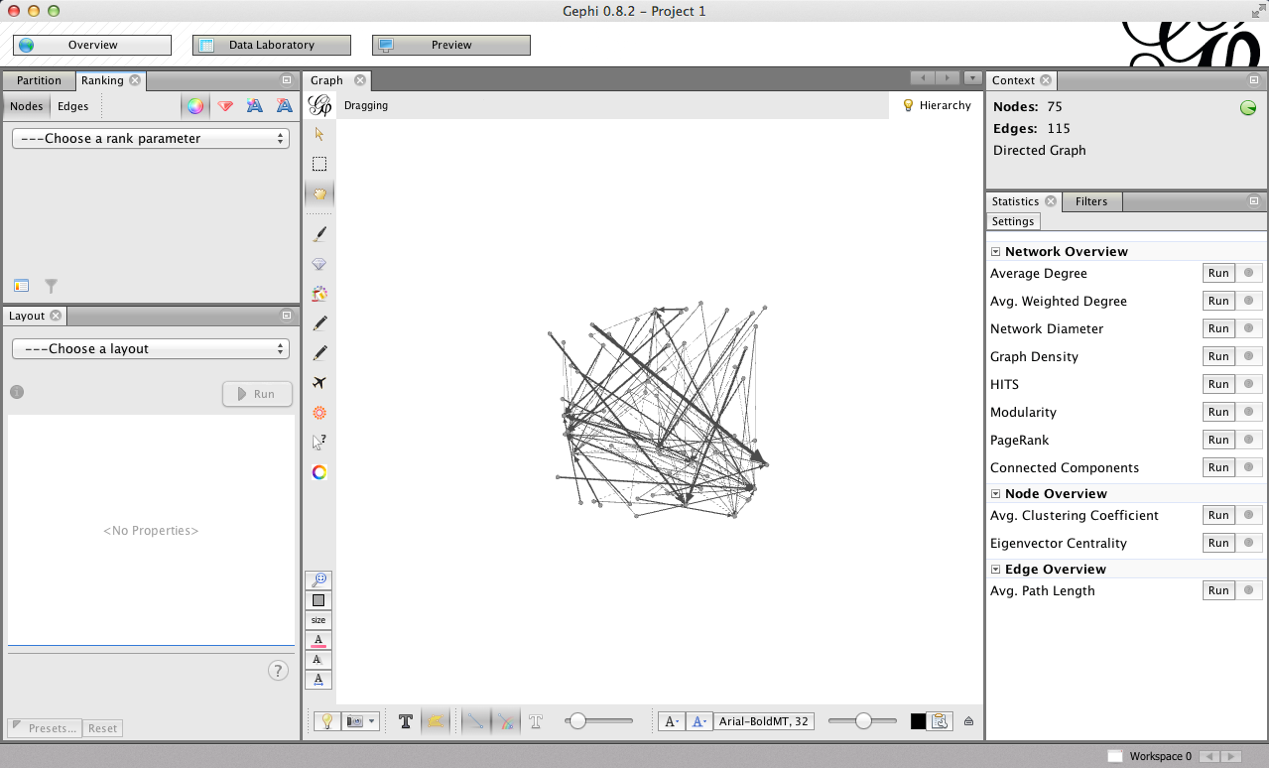 Gephi 0.8.2 - Project 1
Overview
Data Laboratory
Preview
Partition
Ranking
Nodes
Edges
---Choose a rank parameter
Layout
---Choose a layout
Run
<No Properties>
?
Presets...
Reset
Graph
Dragging
Hierarchy
size
A
A
A
T
T
A
A
Arial-BoldMT, 32
Context
Nodes: 75
Edges: 115
Directed Graph
Statistics
Filters
Settings
Network Overview
Average Degree Run
Avg. Weighted Degree Run
Network Diameter Run
Graph Density Run
HITS Run
Modularity Run
PageRank Run
Connected Components Run
Node Overview
Avg. Clustering Coefficient Run
Eigenvector Centrality Run
Edge Overview
Avg. Path Length Run
Workspace 0